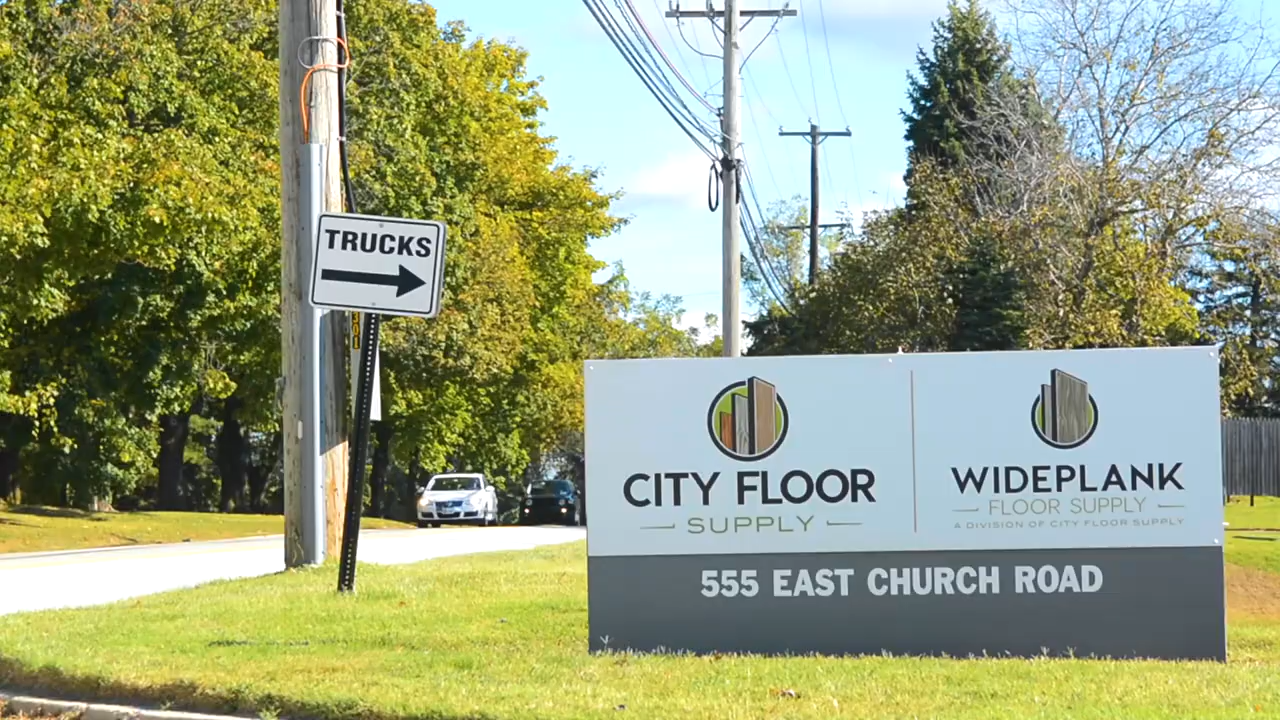 TRUCKS
CITY FLOOR
SUPPLY
WIDEPLANK
FLOOR SUPPLY
A DIVISION OF CITY FLOOR SUPPLY
555 EAST CHURCH ROAD